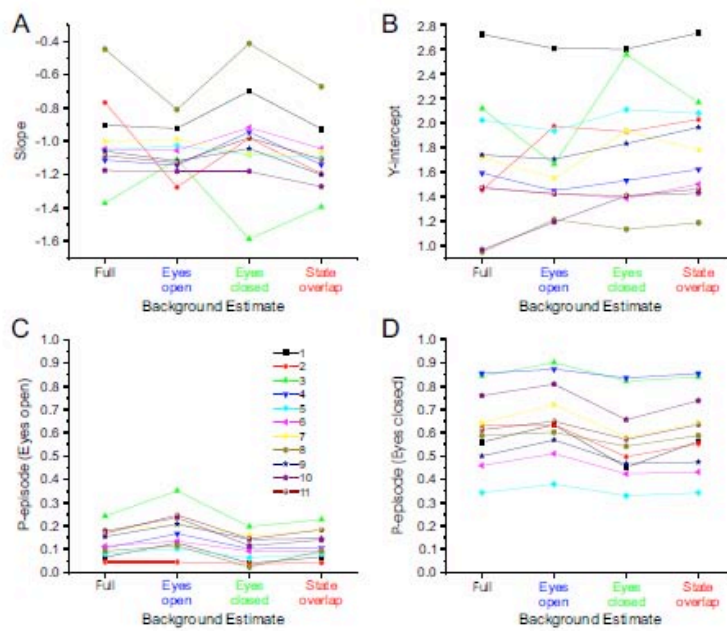 A
Slope
-0.4
-0.6
-0.8
-1.0
-1.2
-1.4
-1.6
Full
Eyes open
Eyes closed
State overlap
Background Estimate
B
Y-intercept
2.8
2.6
2.4
2.2
2.0
1.8
1.6
1.4
1.2
1.0
Full
Eyes open
Eyes closed
State overlap
Background Estimate
C
P-episode (Eyes open)
1.0
0.9
0.8
0.7
0.6
0.5
0.4
0.3
0.2
0.1
0.0
1
2
3
4
5
6
7
8
9
10
11
Full
Eyes open
Eyes closed
State overlap
Background Estimate
D
P-episode (Eyes closed)
1.0
0.9
0.8
0.7
0.6
0.5
0.4
0.3
0.2
0.1
0.0
Full
Eyes open
Eyes closed
State overlap
Background Estimate